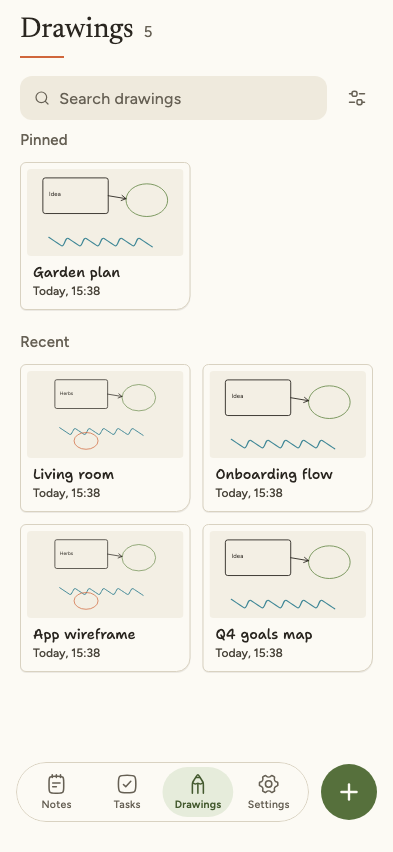 Drawings 5
Search drawings
Pinned
Idea
Garden plan
Today, 15:38
Recent
Herbs
Living room
Today, 15:38
Idea
Onboarding flow
Today, 15:38
Herbs
App wireframe
Today, 15:38
Idea
Q4 goals map
Today, 15:38
Notes
Tasks
Drawings
Settings